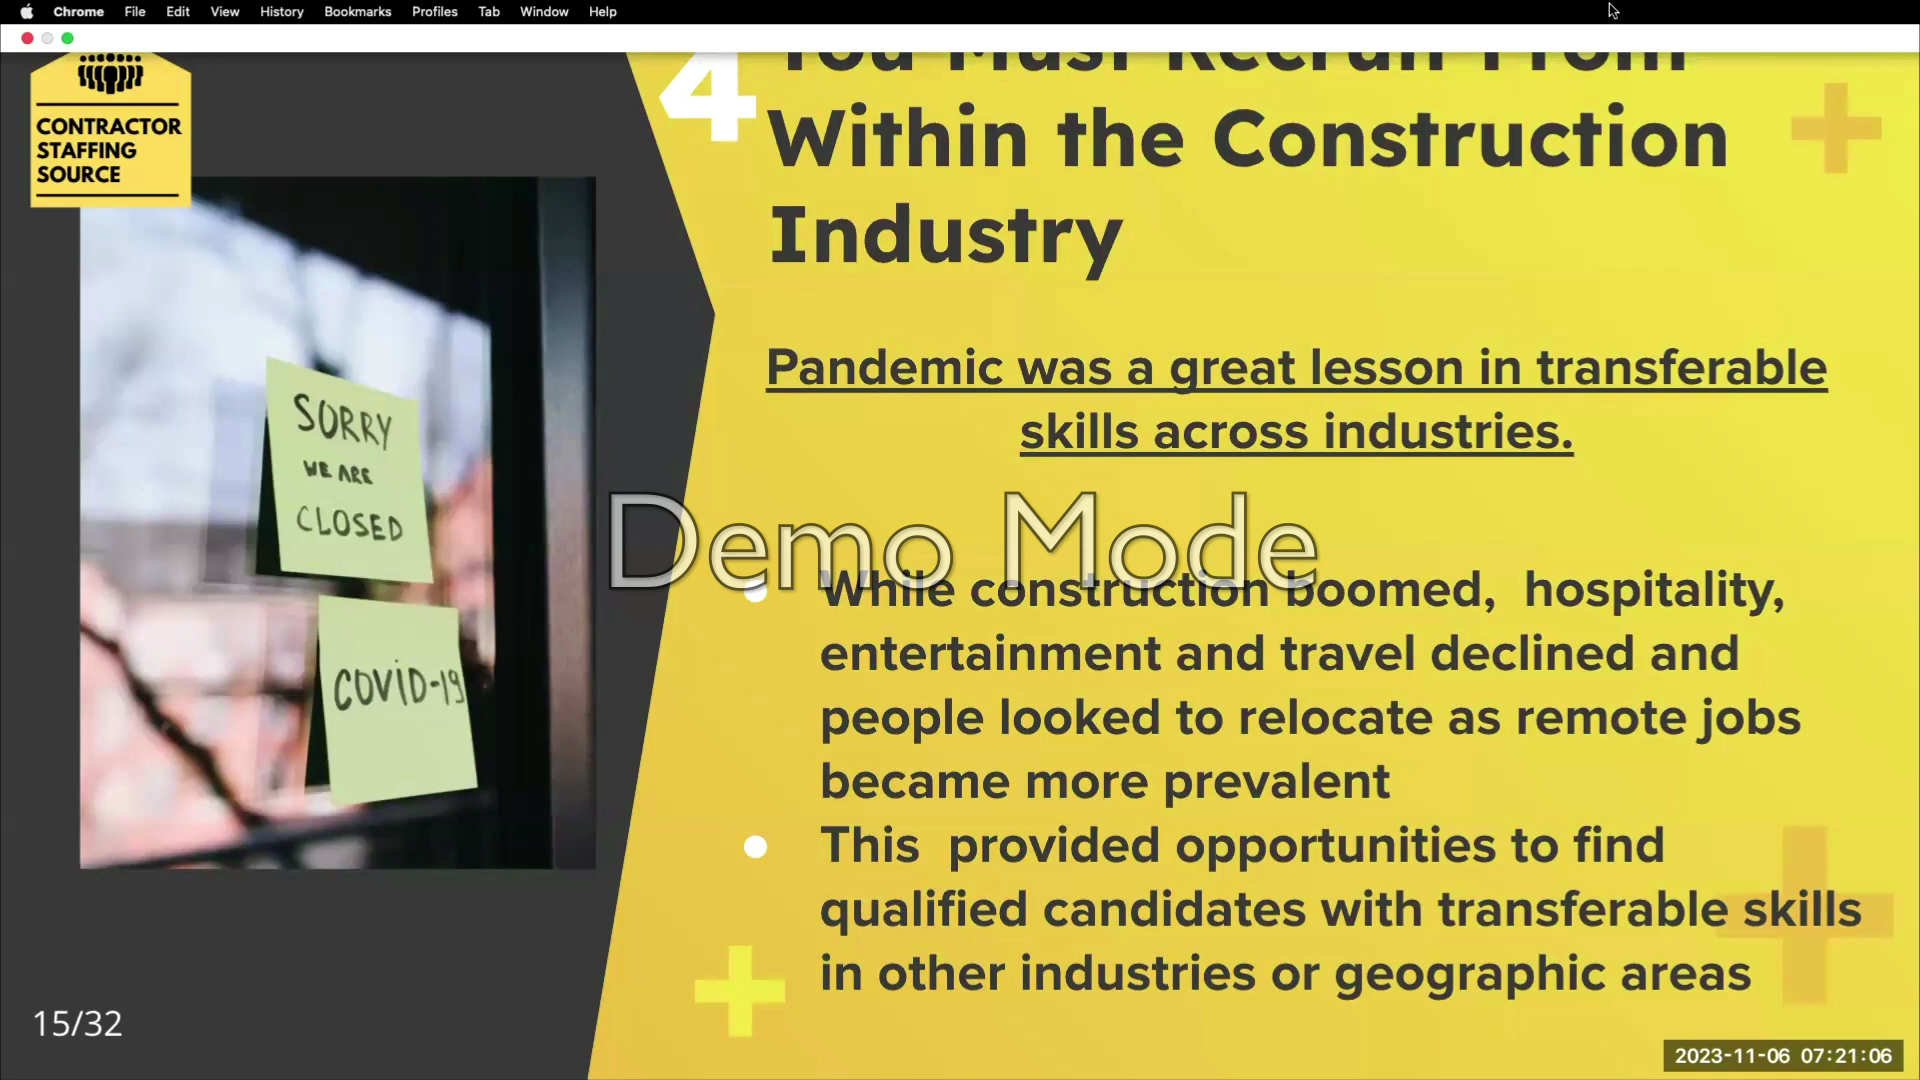 Chrome File Edit View History Bookmarks Profiles Tab Window Help
CONTRACTOR
STAFFING
SOURCE
4
You Must Recruit From
Within the Construction
Industry
SORRY
WE ARE
CLOSED
COVID-19
Pandemic was a great lesson in transferable
skills across industries.
Demo Mode
While construction boomed, hospitality,
entertainment and travel declined and
people looked to relocate as remote jobs
became more prevalent
This provided opportunities to find
qualified candidates with transferable skills
in other industries or geographic areas
15/32
2023-11-06 07:21:06